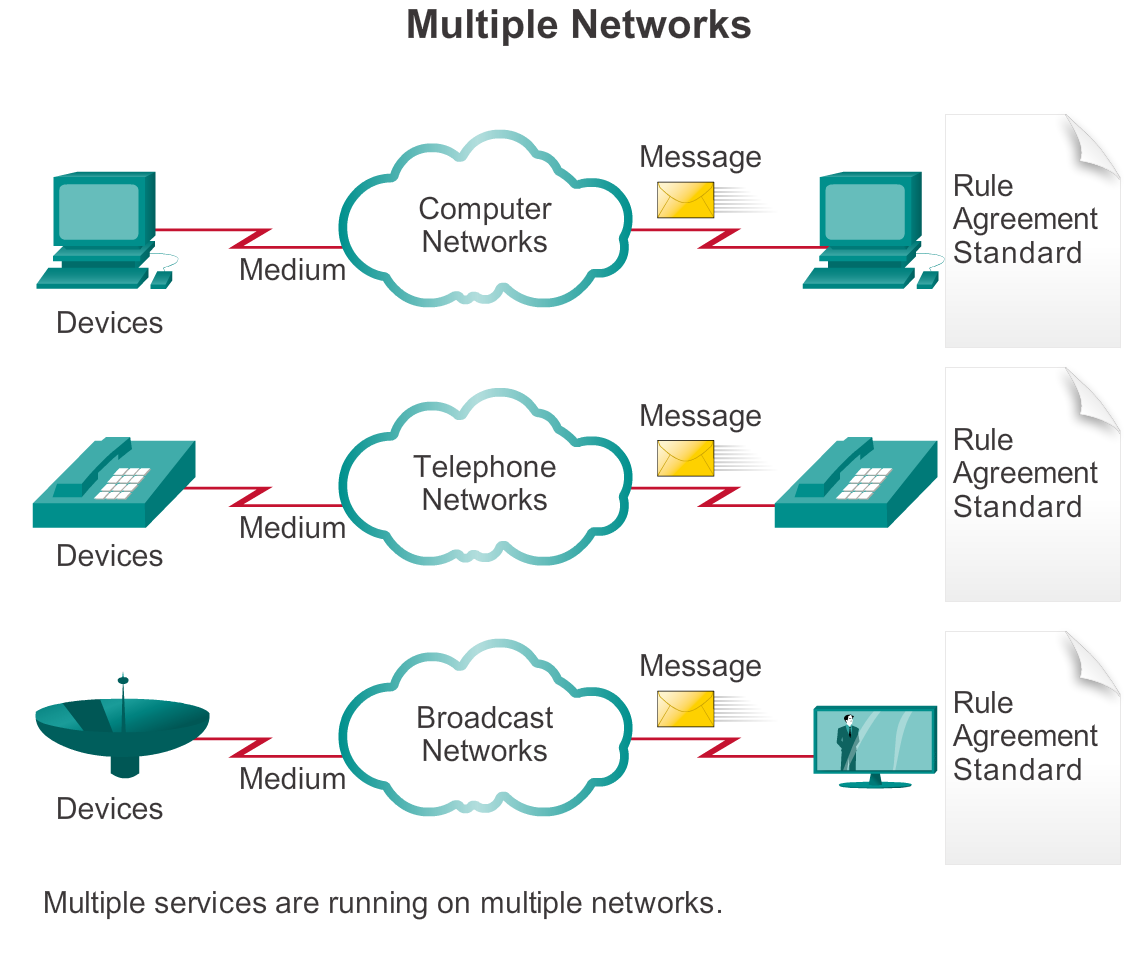 Multiple Networks
Message
Computer
Networks
Medium
Devices
Rule
Agreement
Standard
Message
Telephone
Networks
Medium
Devices
Rule
Agreement
Standard
Message
Broadcast
Networks
Medium
Devices
Rule
Agreement
Standard
Multiple services are running on multiple networks.